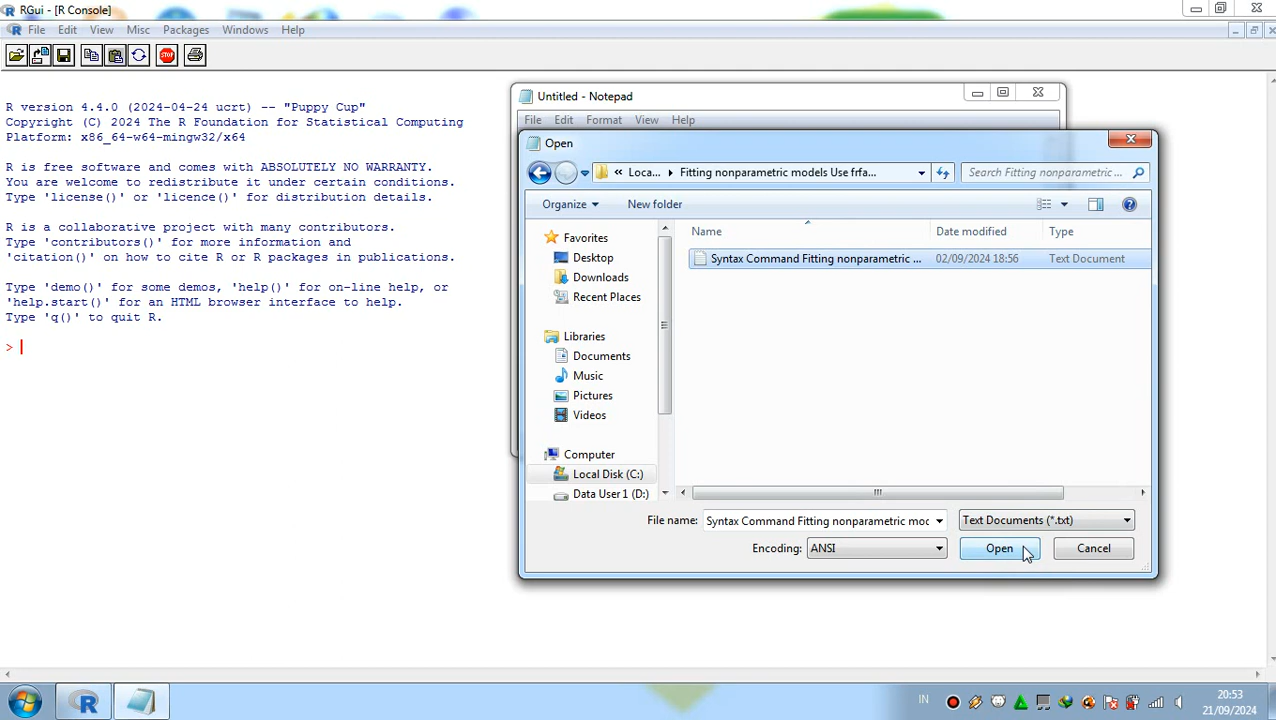 RGui - [R Console]
File Edit View Misc Packages Windows Help
R version 4.4.0 (2024-04-24 ucrt) -- "Puppy Cup"
Copyright (C) 2024 The R Foundation for Statistical Computing
Platform: x86_64-w64-mingw32/x64
R is free software and comes with ABSOLUTELY NO WARRANTY.
You are welcome to redistribute it under certain conditions.
Type 'license()' or 'licence()' for distribution details.
R is a collaborative project with many contributors.
Type 'contributors()' for more information and
'citation()' on how to cite R or R packages in publications.
Type 'demo()' for some demos, 'help()' for on-line help, or
'help.start()' for an HTML browser interface to help.
Type 'q()' to quit R.
>
Untitled - Notepad
File Edit Format View Help
Open
« Loca... Fitting nonparametric models Use frfa... Search Fitting nonparametric ...
Organize New folder
Name Date modified Type
Syntax Command Fitting nonparametric ... 02/09/2024 18:56 Text Document
Favorites
Desktop
Downloads
Recent Places
Libraries
Documents
Music
Pictures
Videos
Computer
Local Disk (C:)
Data User 1 (D:)
File name: Syntax Command Fitting nonparametric moc Text Documents (*.txt)
Encoding: ANSI Open Cancel
STOP
IN
20:53
21/09/2024